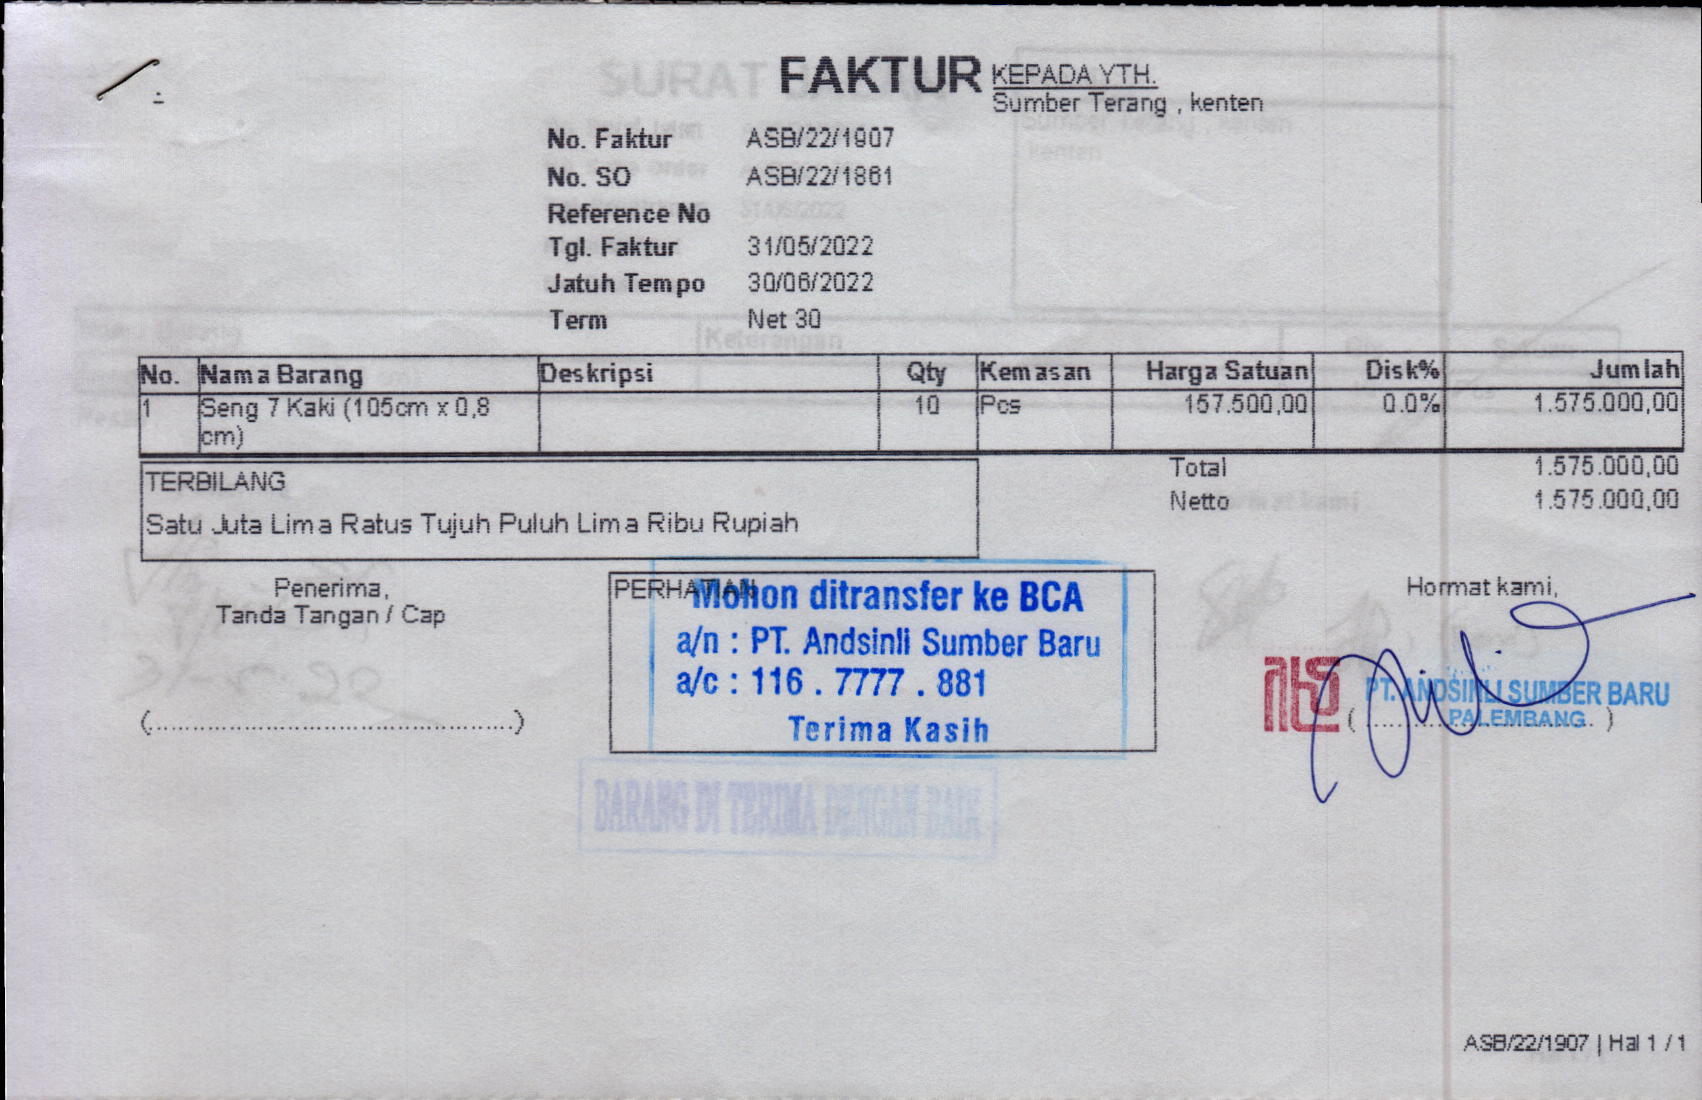 FAKTUR
KEPADA YTH.
Sumber Terang , kenten
No. Faktur ASB/22/1907
No. SO ASB/22/1861
Reference No
Tgl. Faktur 31/05/2022
Jatuh Tempo 30/06/2022
Term Net 30
No. Nama Barang Deskripsi Qty Kemasan Harga Satuan Disk% Jumlah
1 Seng 7 Kaki (105cm x 0,8 10 Pcs 157.500,00 0.0% 1.575.000,00
cm)
Total 1.575.000,00
Netto 1.575.000,00
TERBILANG
Satu Juta Lima Ratus Tujuh Puluh Lima Ribu Rupiah
Penerima,
Tanda Tangan / Cap
(................................................)
PERHATIAN
Mohon ditransfer ke BCA
a/n : PT. Andsinli Sumber Baru
a/c : 116 . 7777 . 881
Terima Kasih
Hormat kami,
PT. ANDSINLI SUMBER BARU
PALEMBANG
BARANG DI TERIMA DENGAN BAIK
ASB/22/1907 | Hal 1 / 1